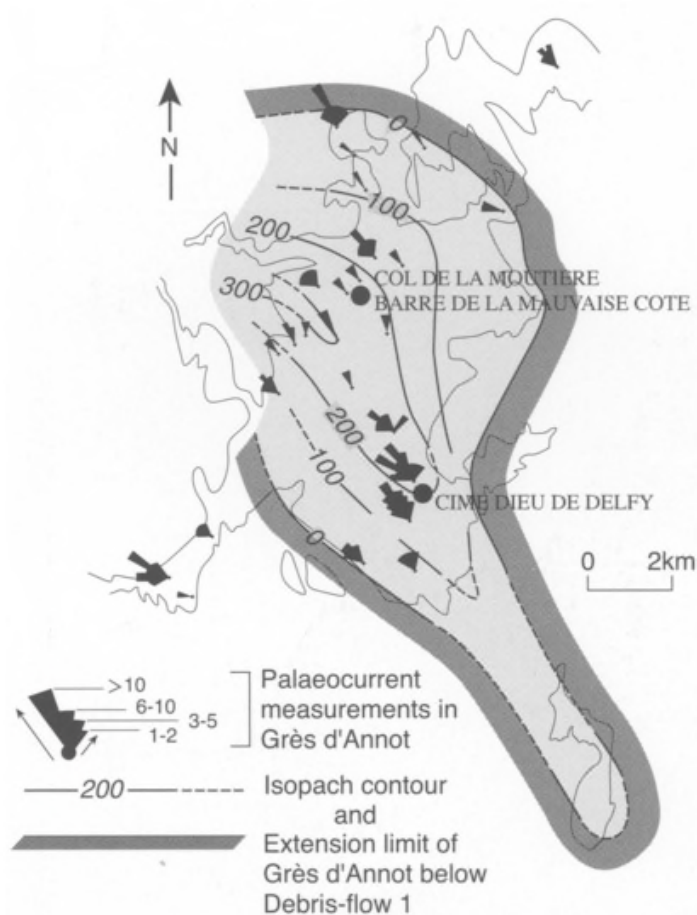 N
0
100
200
300
COL DE LA MOUTIÈRE
BARRE DE LA MAUVAISE COTE
200
100
CIME DIEU DE DELFY
0
0 2km
>10
6-10
3-5
1-2
Palaeocurrent
measurements in
Grès d'Annot
200
Isopach contour
and
Extension limit of
Grès d'Annot below
Debris-flow 1